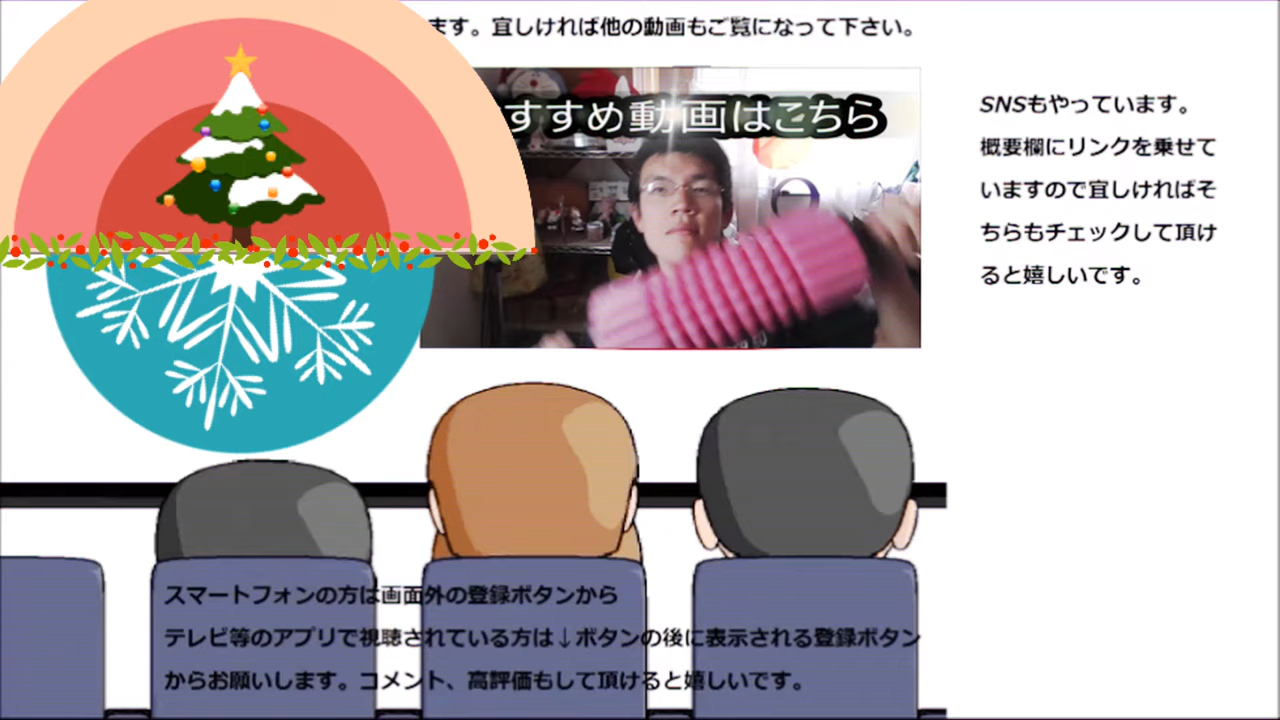 ます。宜しければ他の動画もご覧になって下さい。
すすめ動画はこちら
SNSもやっています。
概要欄にリンクを乗せて
いますので宜しければそ
ちらもチェックして頂け
ると嬉しいです。
スマートフォンの方は画面外の登録ボタンから
テレビ等のアプリで視聴されている方は↓ボタンの後に表示される登録ボタン
からお願いします。コメント、高評価もして頂けると嬉しいです。